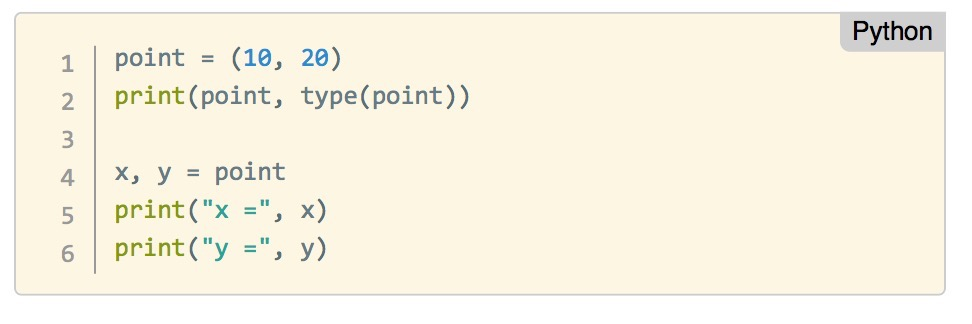 Python
1 point = (10, 20)
2 print(point, type(point))
3
4 x, y = point
5 print("x =", x)
6 print("y =", y)